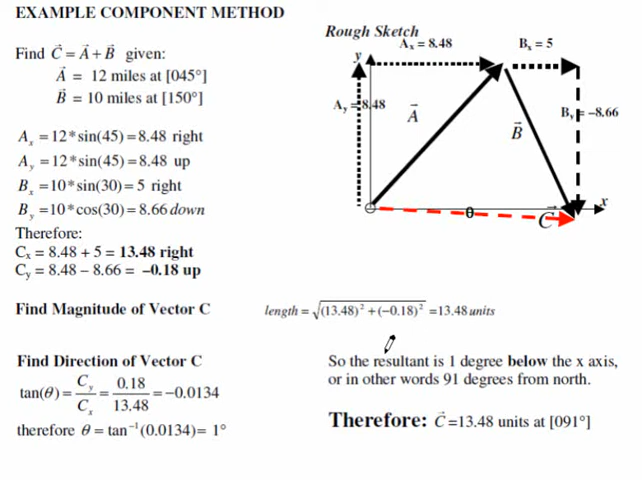 EXAMPLE COMPONENT METHOD
Find C⃗ = A⃗ + B⃗ given:
A⃗ = 12 miles at [045°]
B⃗ = 10 miles at [150°]
Aₓ = 12*sin(45) = 8.48 right
A_y = 12*sin(45) = 8.48 up
Bₓ = 10*sin(30) = 5 right
B_y = 10*cos(30) = 8.66 down
Therefore:
Cₓ = 8.48 + 5 = 13.48 right
C_y = 8.48 – 8.66 = –0.18 up
Rough Sketch
Aₓ = 8.48
Bₓ = 5
y
A_y = 8.48
A⃗
B⃗
B_y = –8.66
x
θ
C⃗
Find Magnitude of Vector C
length = √(13.48)² + (–0.18)² = 13.48 units
Find Direction of Vector C
tan(θ) = C_y/Cₓ = 0.18/13.48 = –0.0134
therefore θ = tan⁻¹(0.0134) = 1°
So the resultant is 1 degree below the x axis,
or in other words 91 degrees from north.
Therefore: C⃗ =13.48 units at [091°]